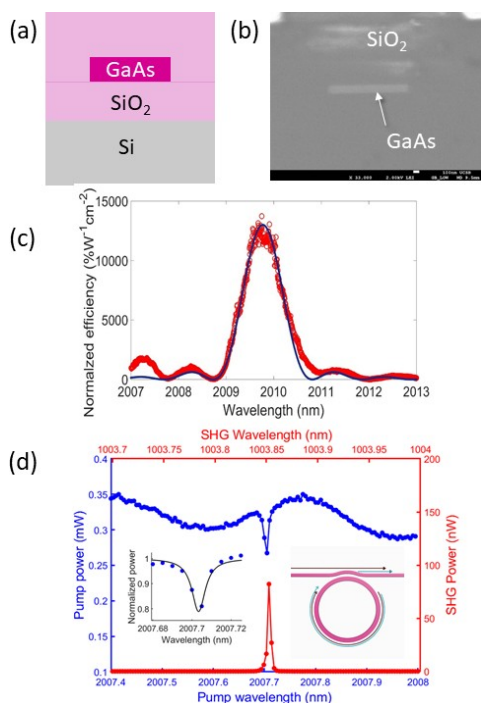 (a)
GaAs
SiO2
Si
(b)
SiO2
GaAs
(c)
Normalized efficiency (%W-1cm-2)
15000
10000
5000
0
2007 2008 2009 2010 2011 2012 2013
Wavelength (nm)
(d)
SHG Wavelength (nm)
1003.7 1003.75 1003.8 1003.85 1003.9 1003.95 1004
Pump power (mW)
0.4
0.35
0.3
0.25
0.2
0.15
0.1
SHG Power (nW)
200
150
100
50
0
Normalized power
1
0.9
0.8
2007.68 2007.7 2007.72
Wavelength (nm)
2007.4 2007.5 2007.6 2007.7 2007.8 2007.9 2008
Pump wavelength (nm)